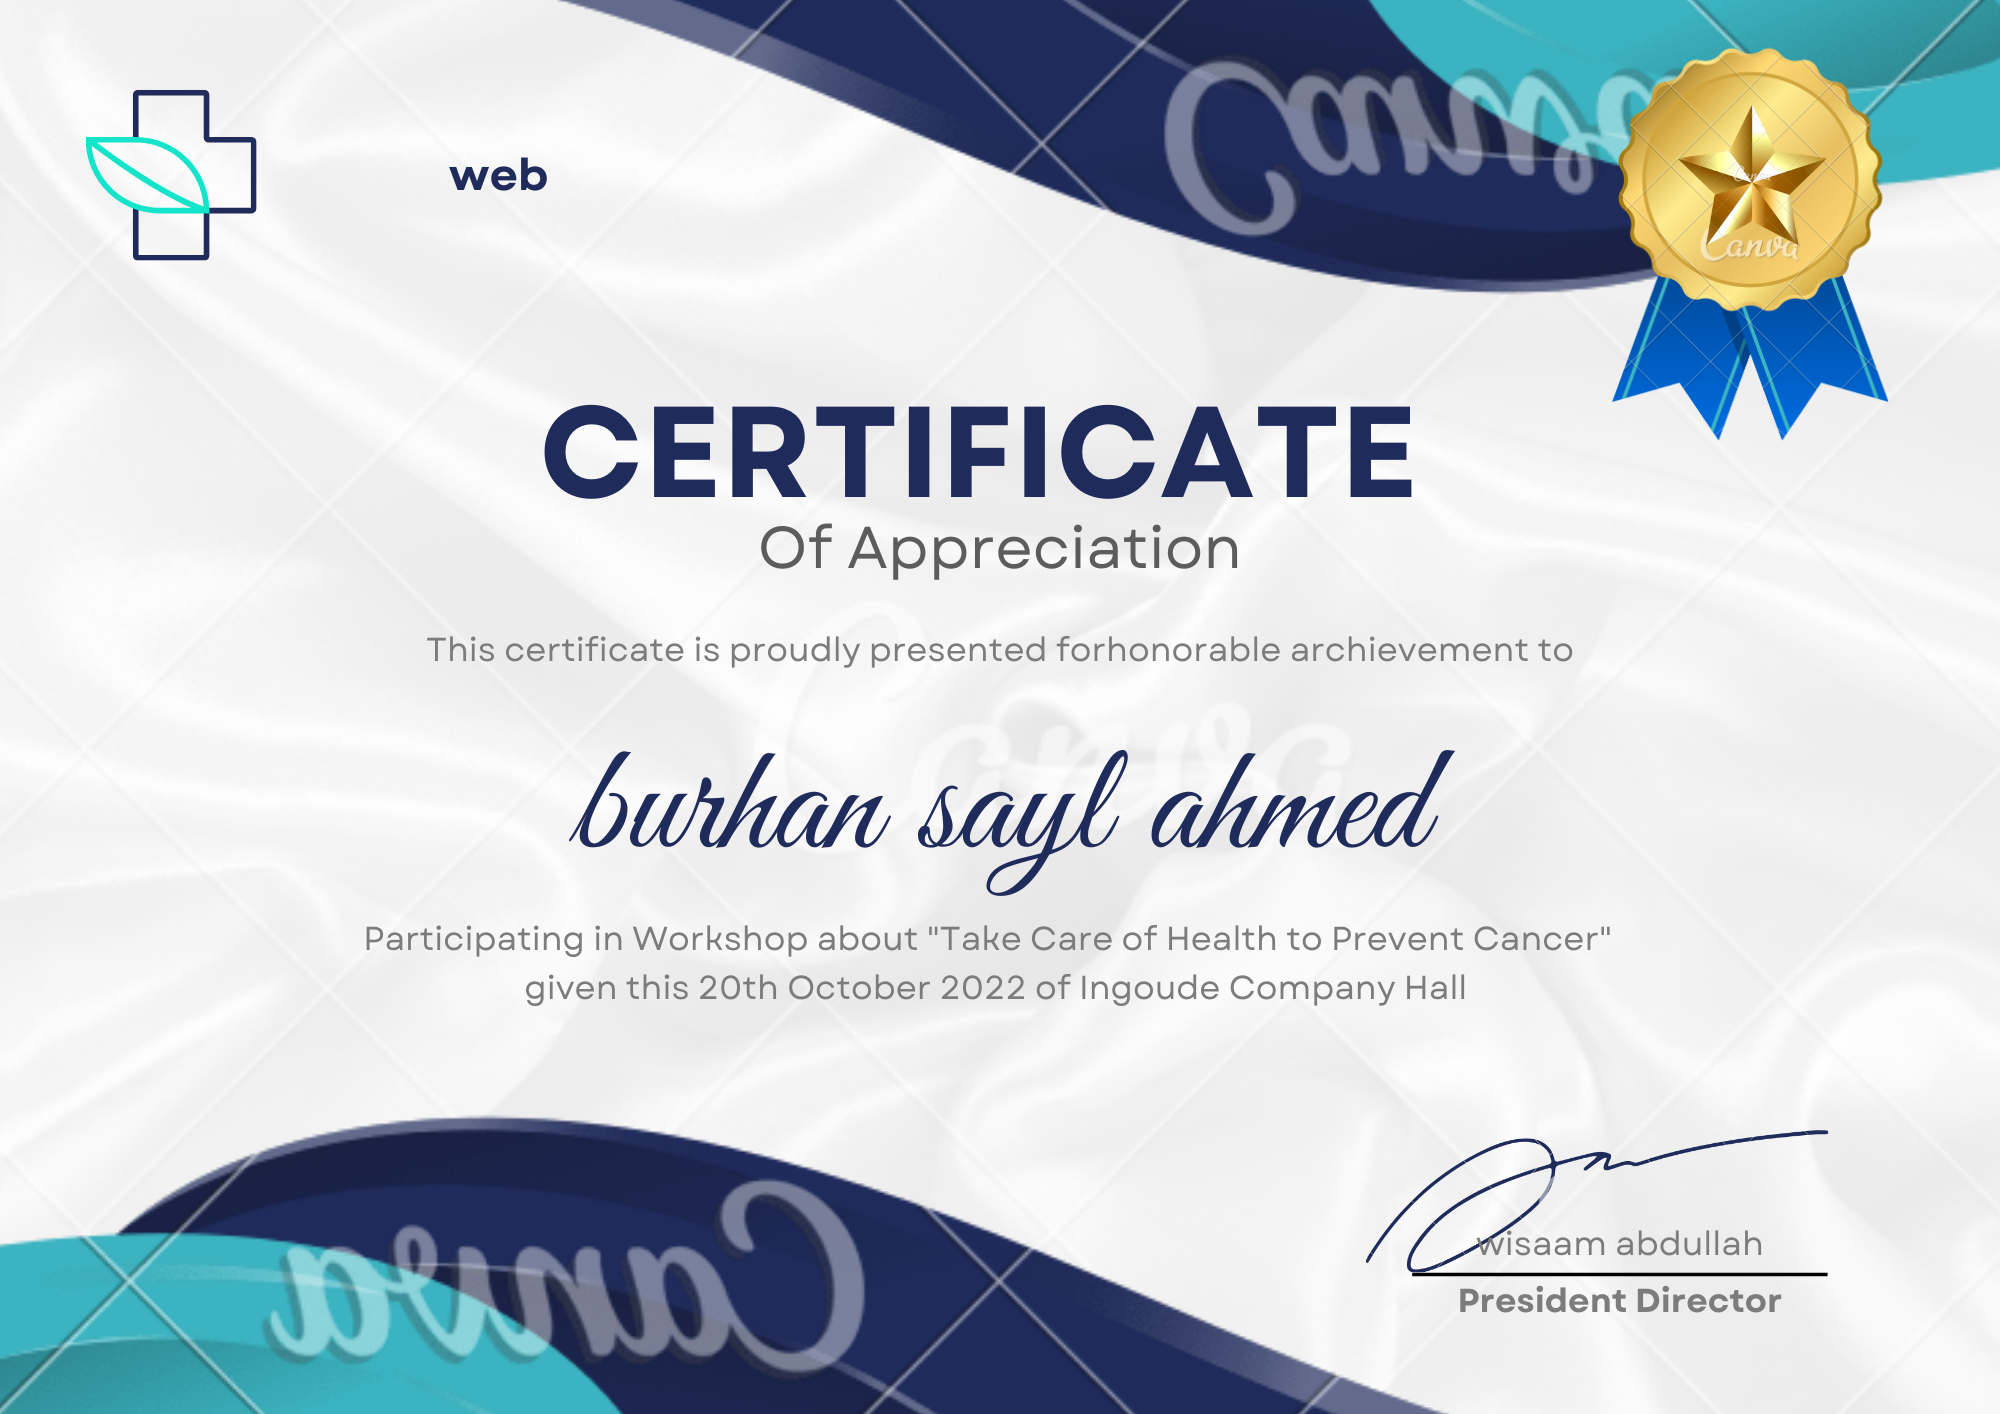 web
Canva
Canva
Canva
CERTIFICATE
Of Appreciation
This certificate is proudly presented forhonorable archievement to
Canva
burhan sayl ahmed
Participating in Workshop about "Take Care of Health to Prevent Cancer"
given this 20th October 2022 of Ingoude Company Hall
Canva
wisaam abdullah
President Director